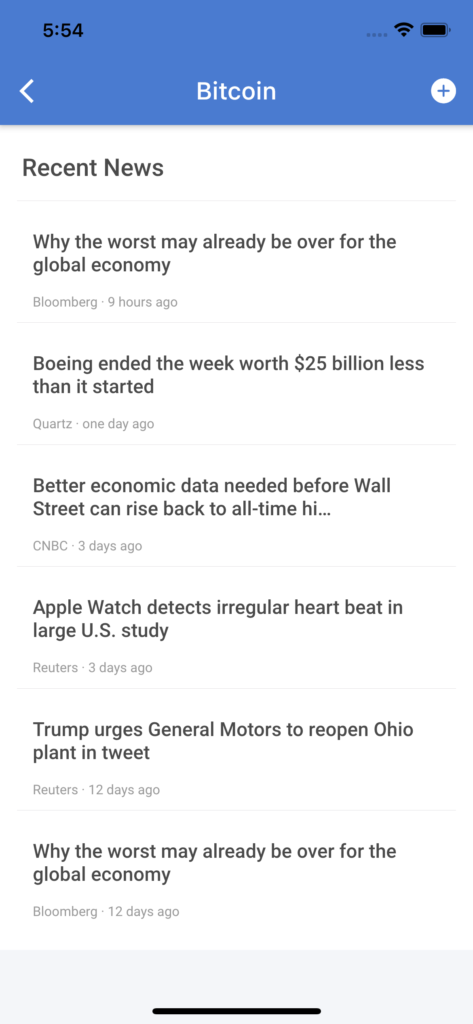 5:54
Bitcoin
Recent News
Why the worst may already be over for the
global economy
Bloomberg · 9 hours ago
Boeing ended the week worth $25 billion less
than it started
Quartz · one day ago
Better economic data needed before Wall
Street can rise back to all-time hi…
CNBC · 3 days ago
Apple Watch detects irregular heart beat in
large U.S. study
Reuters · 3 days ago
Trump urges General Motors to reopen Ohio
plant in tweet
Reuters · 12 days ago
Why the worst may already be over for the
global economy
Bloomberg · 12 days ago